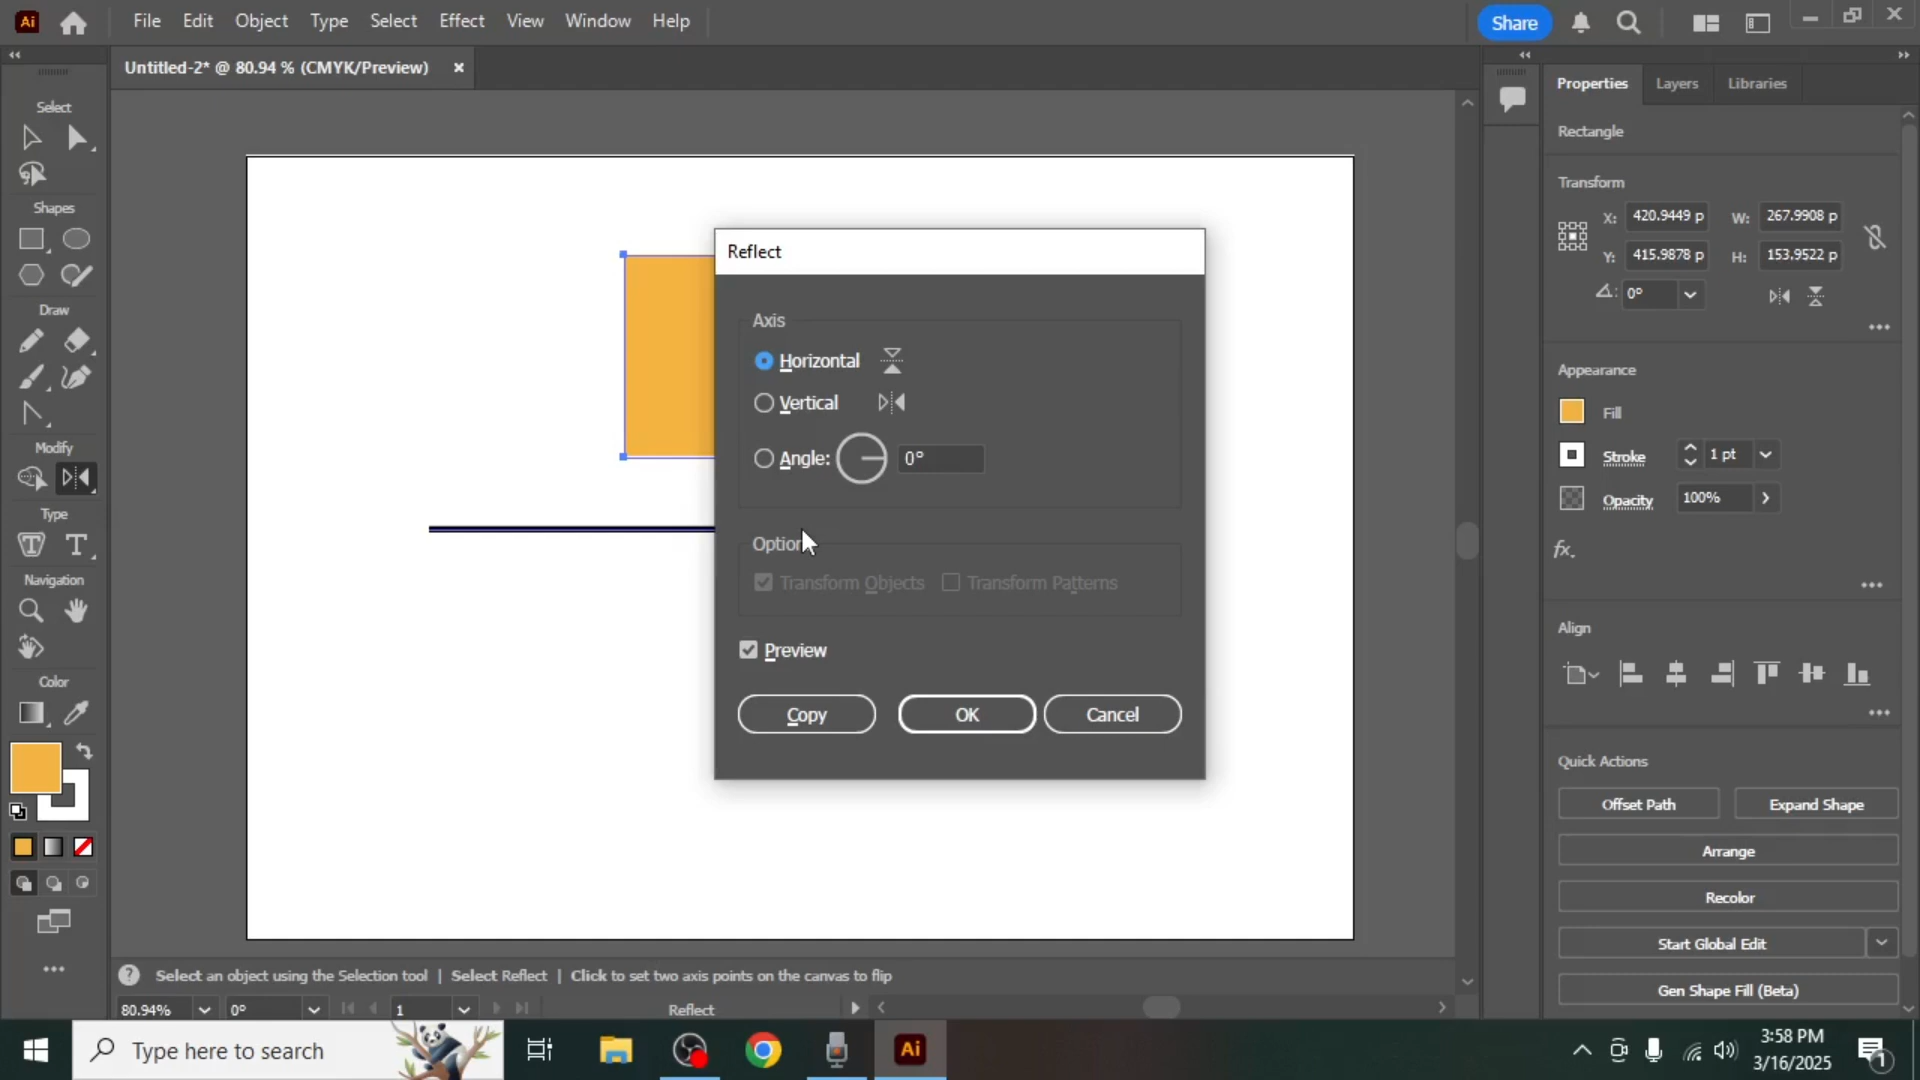 Ai File Edit Object Type Select Effect View Window Help Share
Untitled-2* @ 80.94 % (CMYK/Preview) ×
Properties Layers Libraries
Select
Shapes
Draw
Modify
Type
Navigation
Color
Reflect
Axis
Horizontal
Vertical
Angle: 0°
Transform Objects Transform Patterns
Preview
Copy OK Cancel
Rectangle
Transform
X: 420.9449 p W: 267.9908 p
Y: 415.9878 p H: 153.9522 p
0°
Appearance
Fill
Stroke 1 pt
Opacity 100%
fx.
Align
Quick Actions
Offset Path Expand Shape
Arrange
Recolor
Start Global Edit
Gen Shape Fill (Beta)
Select an object using the Selection tool | Select Reflect | Click to set two axis points on the canvas to flip
80.94% 0° 1 Reflect
Type here to search
Ai
3:58 PM
3/16/2025
1